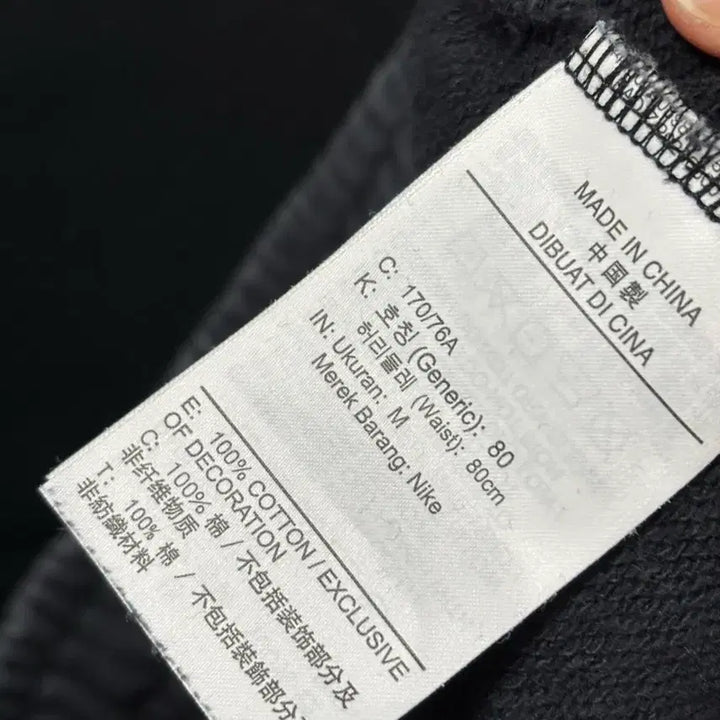 MADE IN CHINA
中国製
DIBUAT DI CINA
C: 170/76A
K: 호칭 (Generic): 80
허리둘레 (Waist): 80cm
IN: Ukuran: M
Merek Barang: Nike
E: 100% COTTON / EXCLUSIVE
OF DECORATION
C: 100% 棉 / 不包括装饰部分及
非纤维物质
T: 100% 棉 / 不包括裝飾部分
非紡織材料